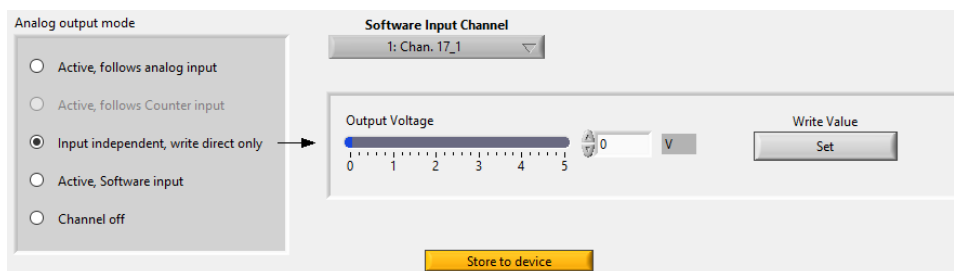 Analog output mode
Active, follows analog input
Active, follows Counter input
Input independent, write direct only
Active, Software input
Channel off
Software Input Channel
1: Chan. 17_1
Output Voltage
0 V
0 1 2 3 4 5
Write Value
Set
Store to device